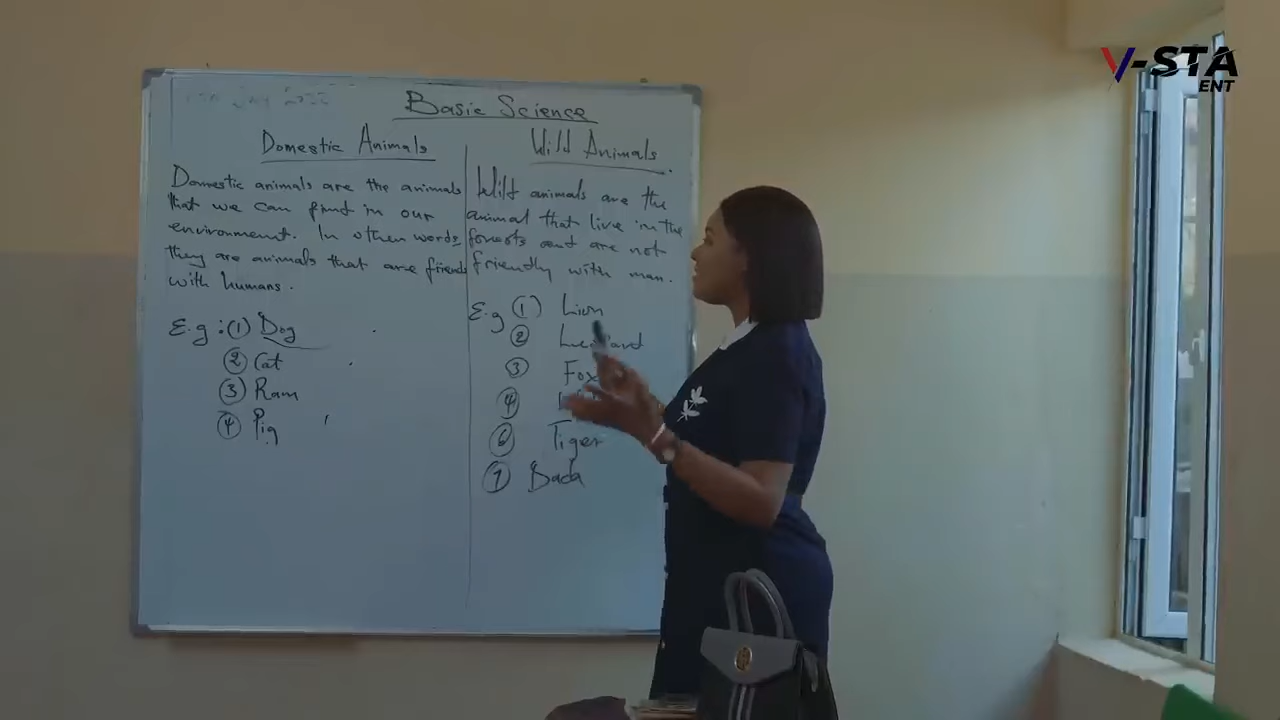 V-STA
ENT
Basic Science
Domestic Animals
Domestic animals are the animals
that we can find in our
environment. In other words,
they are animals that are friends
with humans.
E.g: (1) Dog
(2) Cat
(3) Ram
(4) Pig
Wild Animals.
Wild animals are the
animal that live in the
forests and are not
friendly with man.
E.g (1) Lion
(2)
(3) Fox
(4)
(6) Tiger
(7) Bada